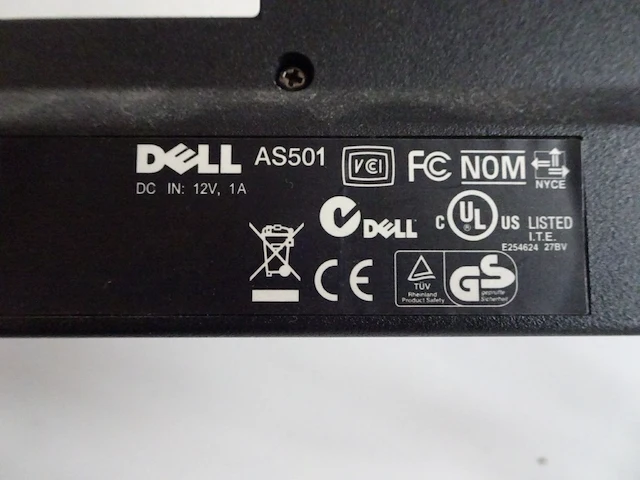 DELL AS501 VCI FC NOM NYCE
DC IN: 12V, 1A
DELL C UL US LISTED
I.T.E.
E254624 27BV
CE
TÜV
Rheinland
Product Safety
GS
geprüfte
Sicherheit